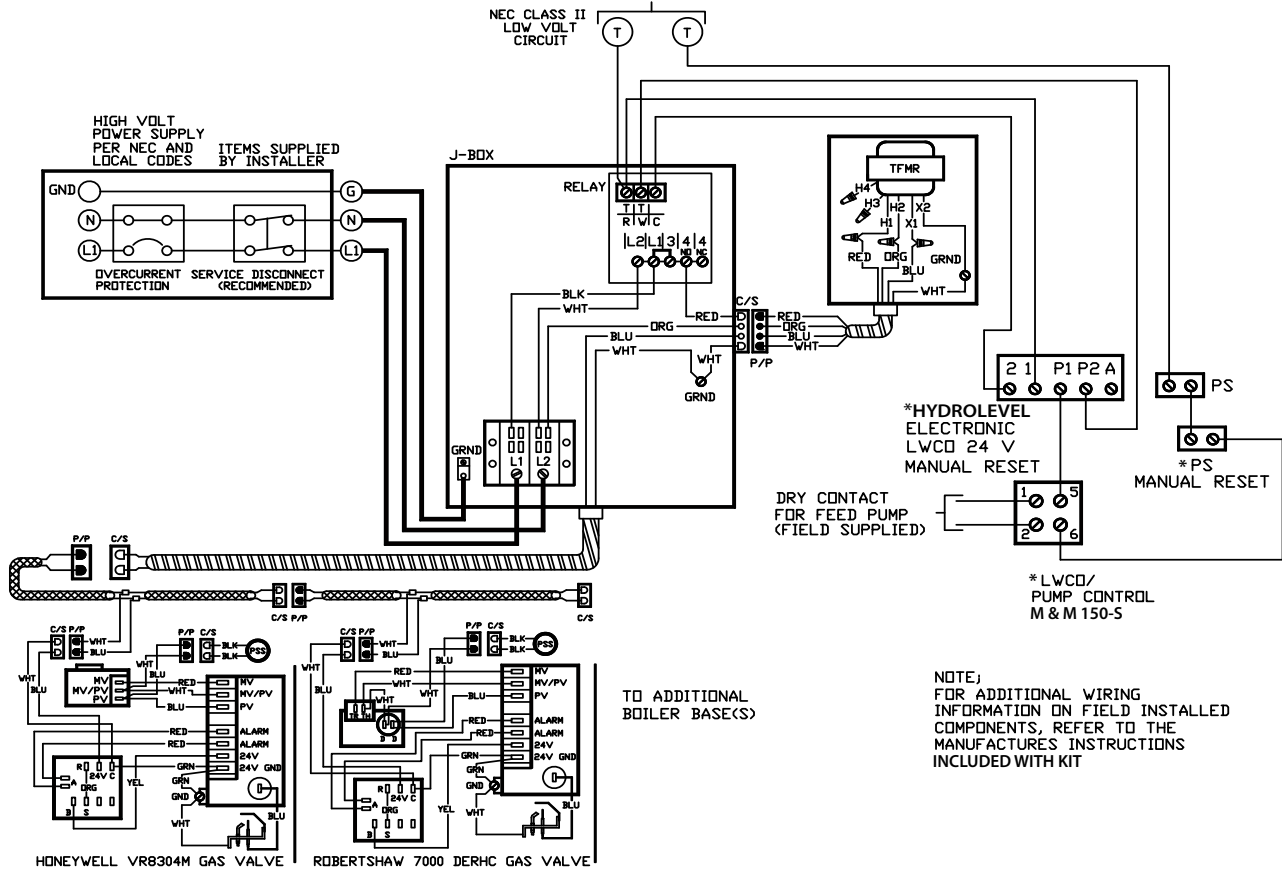 NEC CLASS II
LOW VOLT
CIRCUIT
T
T
HIGH VOLT
POWER SUPPLY
PER NEC AND
LOCAL CODES
ITEMS SUPPLIED
BY INSTALLER
GND
N
L1
G
N
L1
OVERCURRENT
PROTECTION
SERVICE DISCONNECT
(RECOMMENDED)
J-BOX
RELAY
T T
R W C
L2 L1 3 4 4
NO NC
BLK
WHT
RED
ORG
BLU
WHT
WHT
GRND
GRND
L1 L2
C/S
P/P
RED
ORG
BLU
WHT
TFMR
H4
H3
H2
X2
H1
X1
RED
ORG
BLU
GRND
WHT
2 1 P1 P2 A
*HYDROLEVEL
ELECTRONIC
LWCO 24 V
MANUAL RESET
PS
*PS
MANUAL RESET
DRY CONTACT
FOR FEED PUMP
(FIELD SUPPLIED)
1 5
2 6
*LWCO/
PUMP CONTROL
M & M 150-S
P/P C/S
C/S P/P
C/S
C/S P/P
WHT
BLU
P/P C/S
BLK
BLK
PSS
WHT
BLU
WHT
BLU
MV
MV/PV
PV
RED
WHT
BLU
RED
RED
MV
MV/PV
PV
ALARM
ALARM
24V
24V GND
GRN
GRN
GND
WHT
YEL
BLU
R
24V C
A
ORG
B S
HONEYWELL VR8304M GAS VALVE
C/S P/P
WHT
BLU
P/P C/S
BLK
BLK
PSS
WHT
BLU
WHT
BLU
RED
WHT
WHT
BLU
TR TH
D D
RED
RED
MV
MV/PV
PV
ALARM
ALARM
24V
24V GND
GRN
GRN
GND
WHT
YEL
BLU
R
24V C
A
ORG
B S
ROBERTSHAW 7000 DERHC GAS VALVE
TO ADDITIONAL
BOILER BASE(S)
NOTE;
FOR ADDITIONAL WIRING
INFORMATION ON FIELD INSTALLED
COMPONENTS, REFER TO THE
MANUFACTURES INSTRUCTIONS
INCLUDED WITH KIT